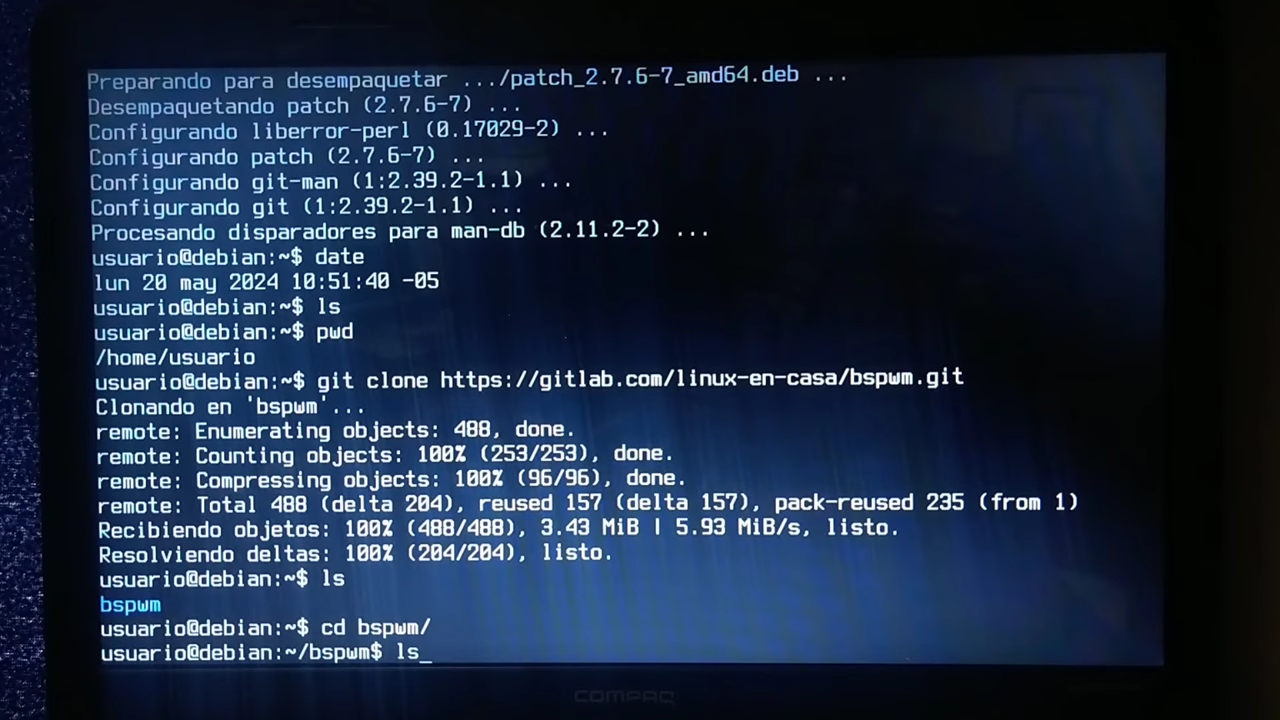 Preparando para desempaquetar .../patch_2.7.6-7_amd64.deb ...
Desempaquetando patch (2.7.6-7) ...
Configurando liberror-perl (0.17029-2) ...
Configurando patch (2.7.6-7) ...
Configurando git-man (1:2.39.2-1.1) ...
Configurando git (1:2.39.2-1.1) ...
Procesando disparadores para man-db (2.11.2-2) ...
usuario@debian:~$ date
lun 20 may 2024 10:51:40 -05
usuario@debian:~$ ls
usuario@debian:~$ pwd
/home/usuario
usuario@debian:~$ git clone https://gitlab.com/linux-en-casa/bspwm.git
Clonando en 'bspwm'...
remote: Enumerating objects: 488, done.
remote: Counting objects: 100% (253/253), done.
remote: Compressing objects: 100% (96/96), done.
remote: Total 488 (delta 204), reused 157 (delta 157), pack-reused 235 (from 1)
Recibiendo objetos: 100% (488/488), 3.43 MiB | 5.93 MiB/s, listo.
Resolviendo deltas: 100% (204/204), listo.
usuario@debian:~$ ls
bspwm
usuario@debian:~$ cd bspwm/
usuario@debian:~/bspwm$ ls_
COMPAQ